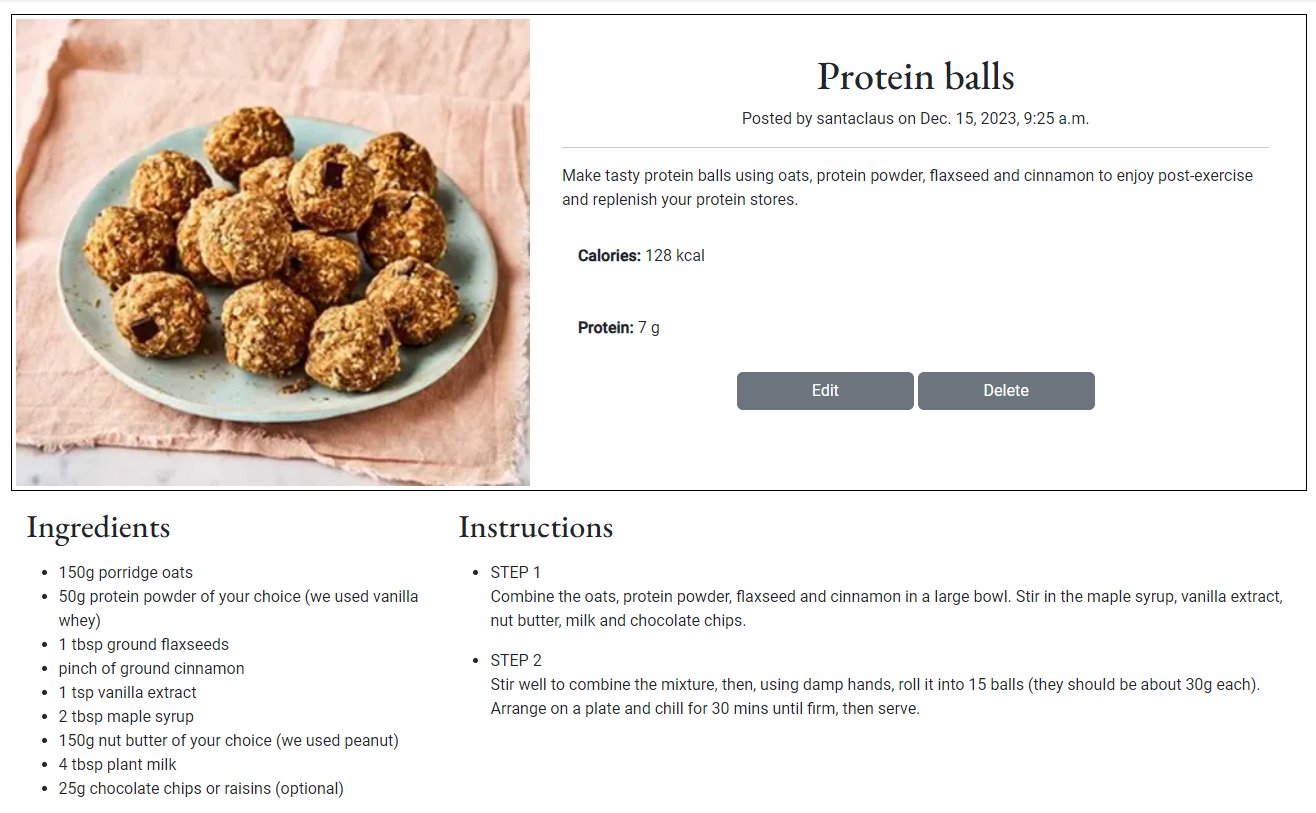 Protein balls
Posted by santaclaus on Dec. 15, 2023, 9:25 a.m.
Make tasty protein balls using oats, protein powder, flaxseed and cinnamon to enjoy post-exercise
and replenish your protein stores.
Calories: 128 kcal
Protein: 7 g
Edit
Delete
Ingredients
150g porridge oats
50g protein powder of your choice (we used vanilla
whey)
1 tbsp ground flaxseeds
pinch of ground cinnamon
1 tsp vanilla extract
2 tbsp maple syrup
150g nut butter of your choice (we used peanut)
4 tbsp plant milk
25g chocolate chips or raisins (optional)
Instructions
STEP 1
Combine the oats, protein powder, flaxseed and cinnamon in a large bowl. Stir in the maple syrup, vanilla extract,
nut butter, milk and chocolate chips.
STEP 2
Stir well to combine the mixture, then, using damp hands, roll it into 15 balls (they should be about 30g each).
Arrange on a plate and chill for 30 mins until firm, then serve.